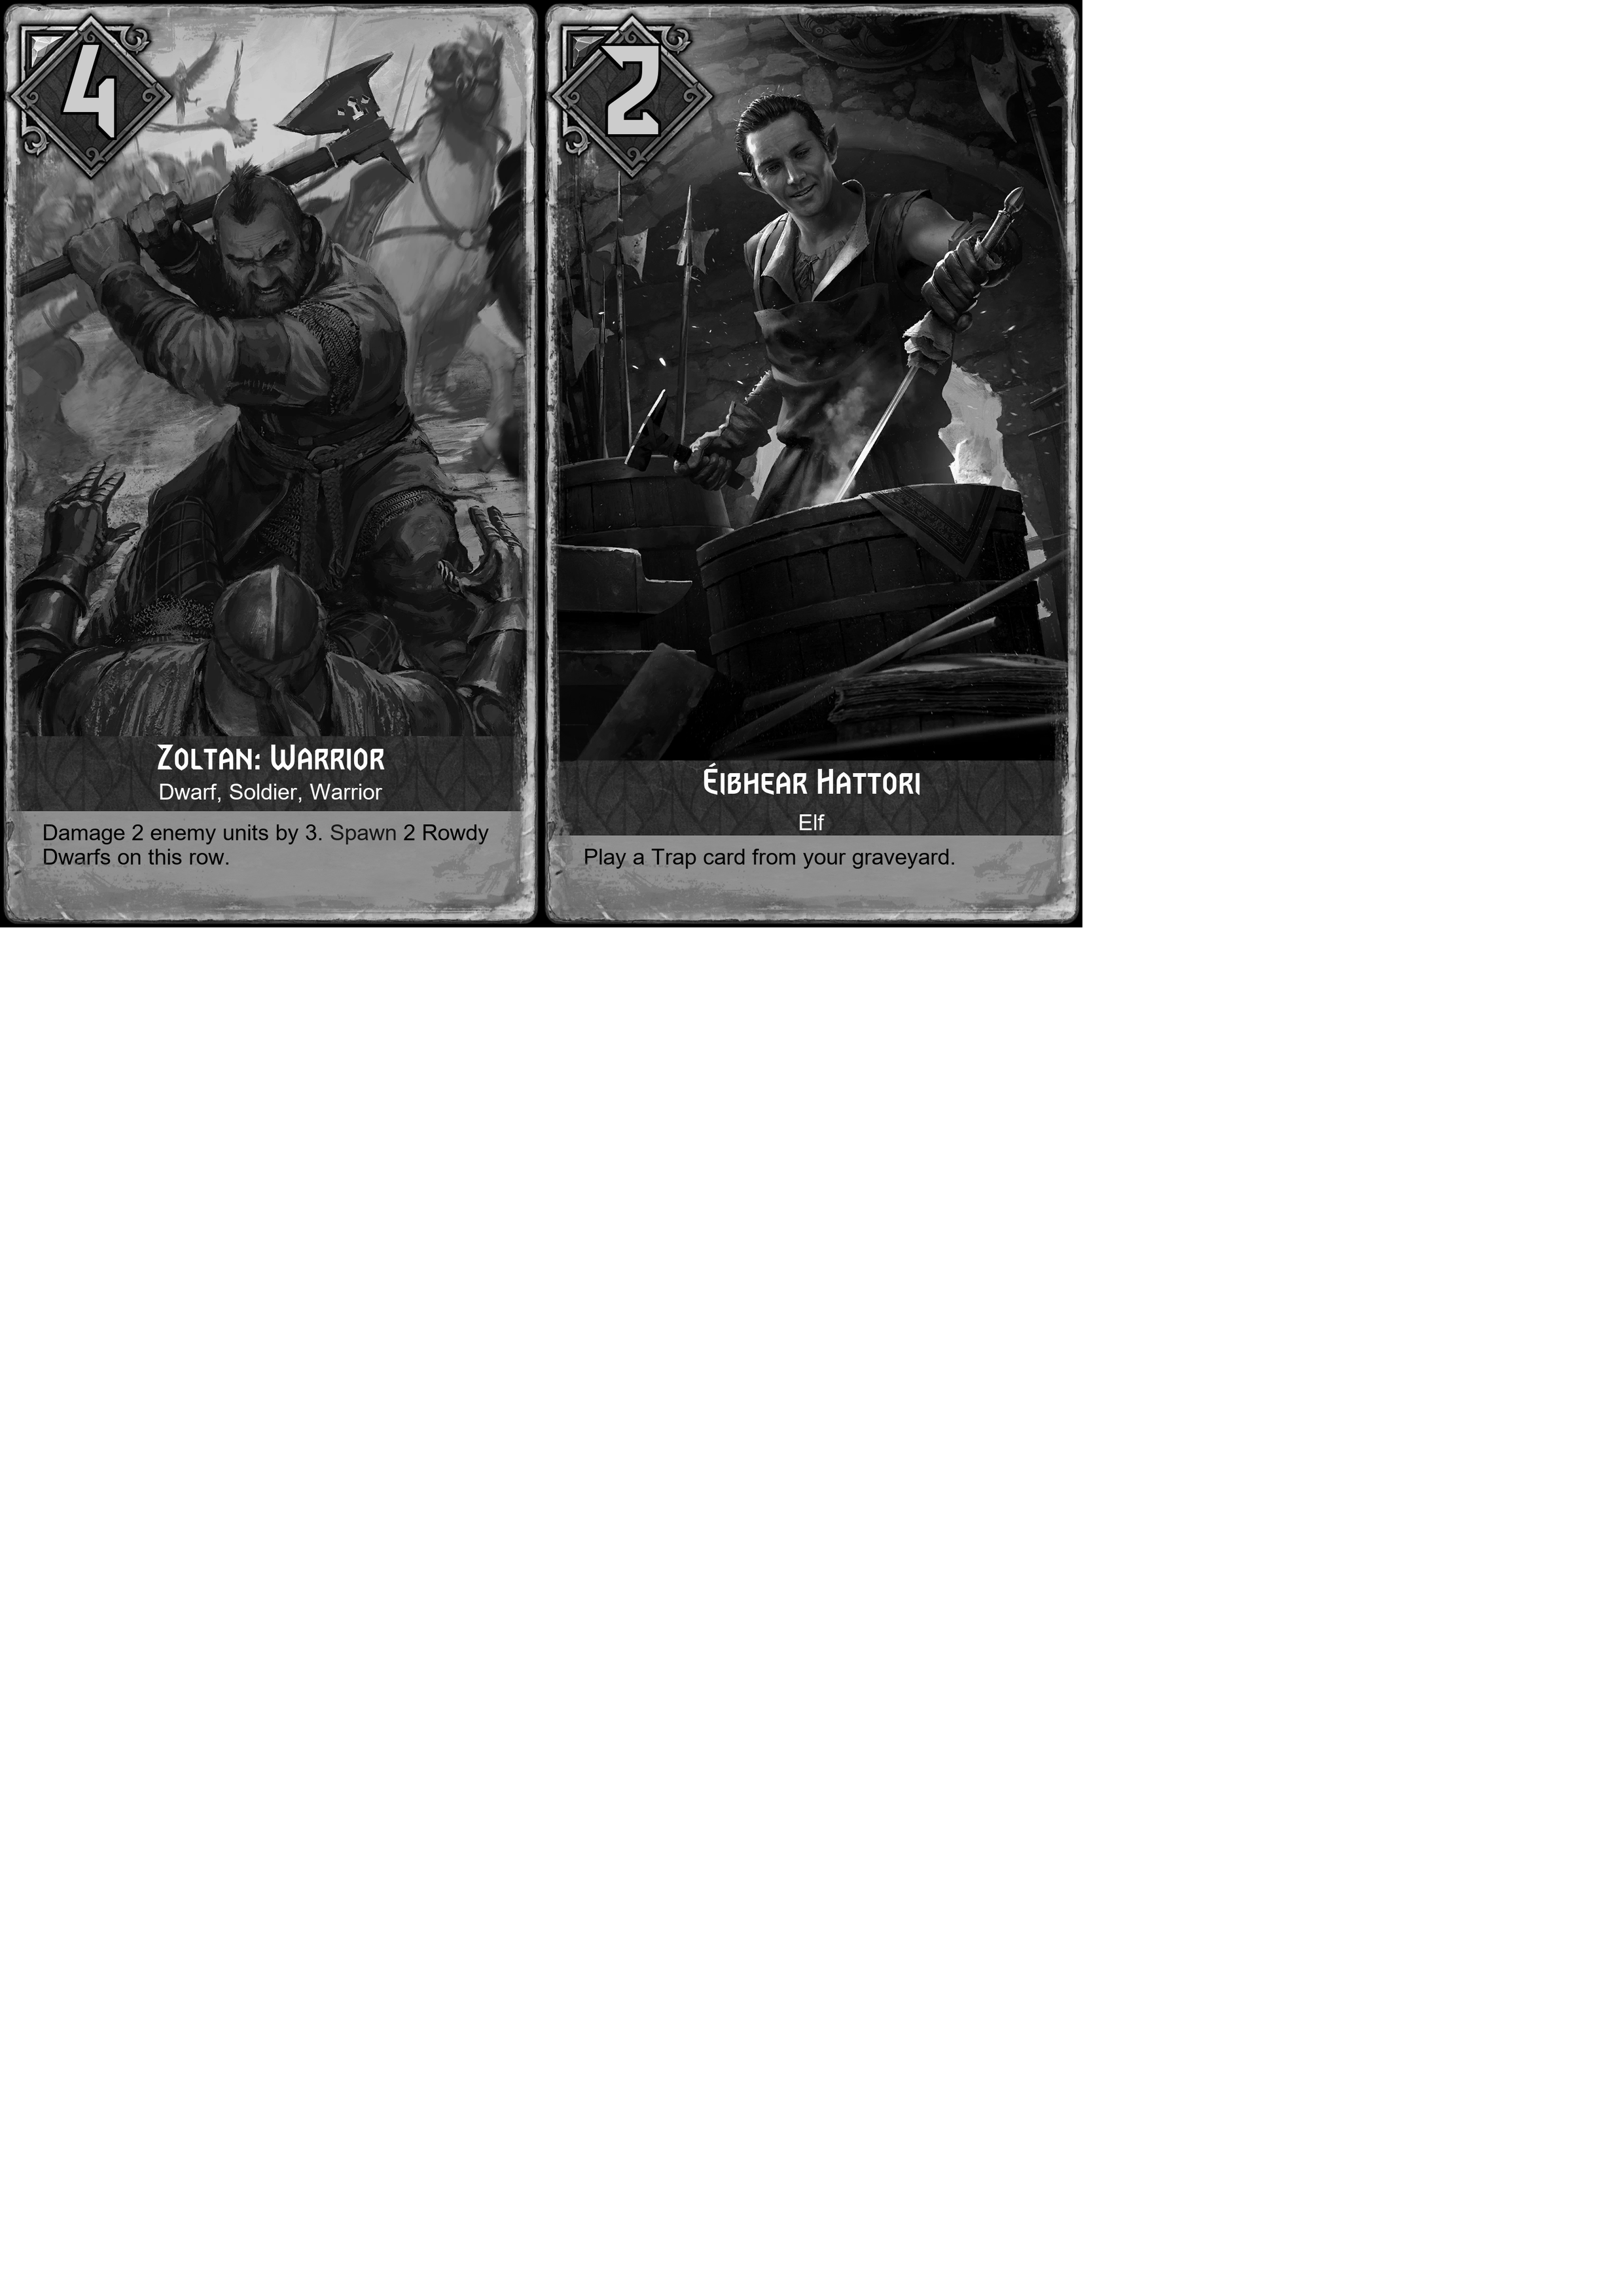 4
Zoltan: Warrior
Dwarf, Soldier, Warrior
Damage 2 enemy units by 3. Spawn 2 Rowdy
Dwarfs on this row.
2
Éibhear Hattori
Elf
Play a Trap card from your graveyard.